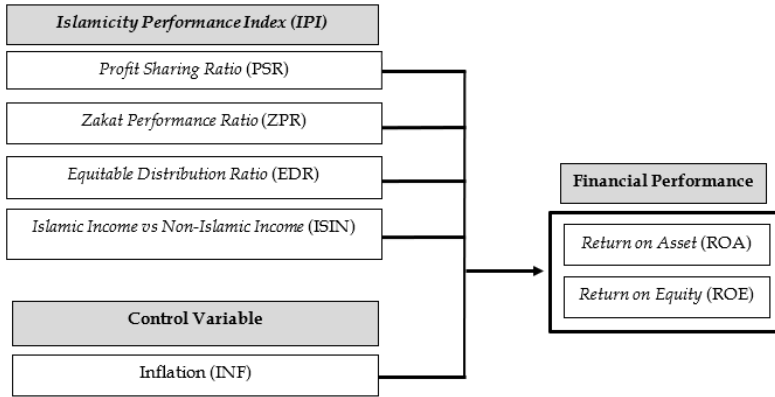 Islamicity Performance Index (IPI)
Profit Sharing Ratio (PSR)
Zakat Performance Ratio (ZPR)
Equitable Distribution Ratio (EDR)
Islamic Income vs Non-Islamic Income (ISIN)
Control Variable
Inflation (INF)
Financial Performance
Return on Asset (ROA)
Return on Equity (ROE)